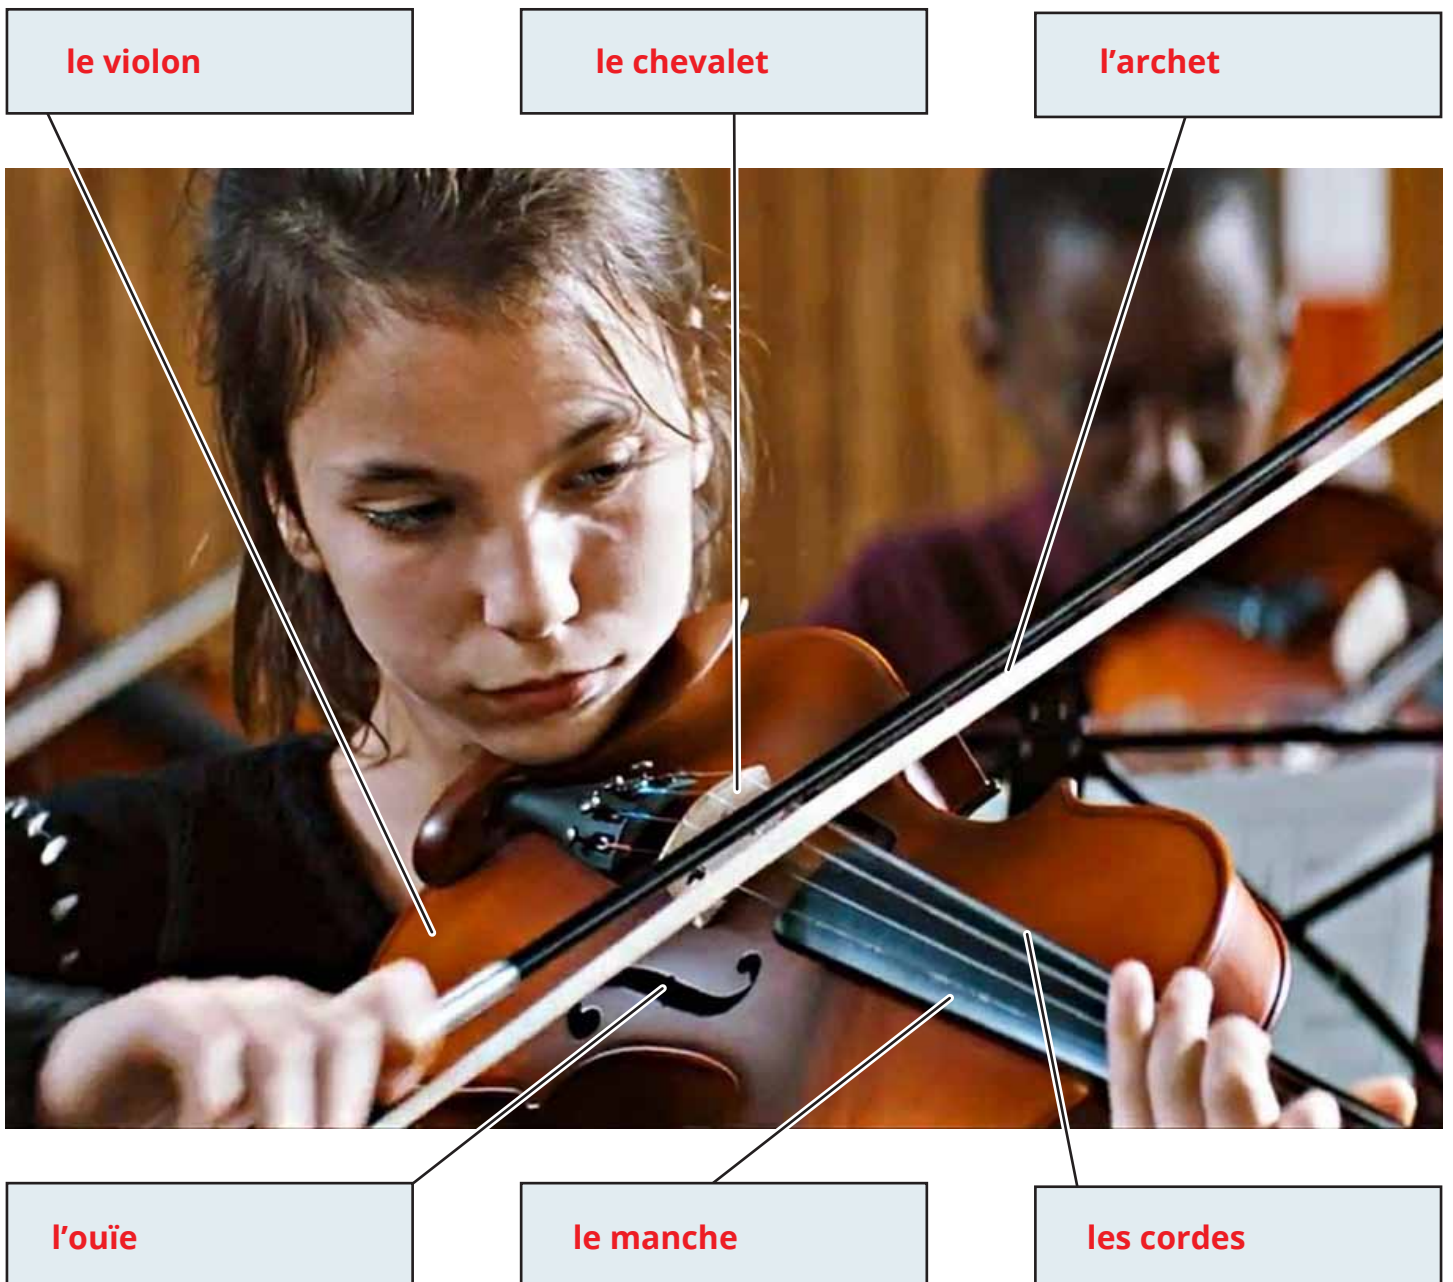 le violon
le chevalet
l’archet
l’ouïe
le manche
les cordes